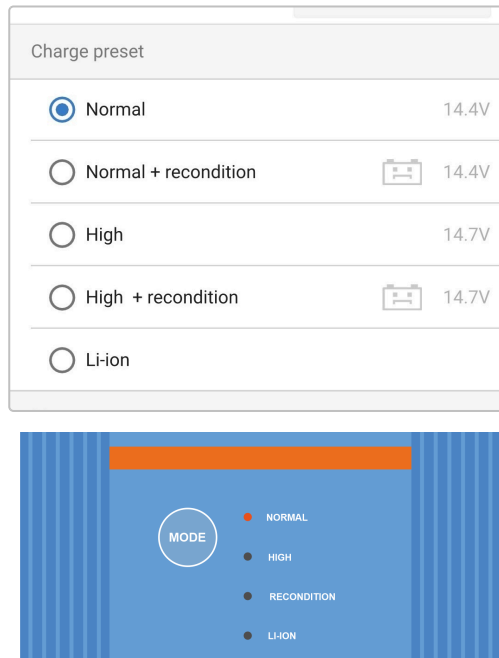 Charge preset
Normal 14.4V
Normal + recondition 14.4V
High 14.7V
High + recondition 14.7V
Li-ion
MODE
NORMAL
HIGH
RECONDITION
LI-ION